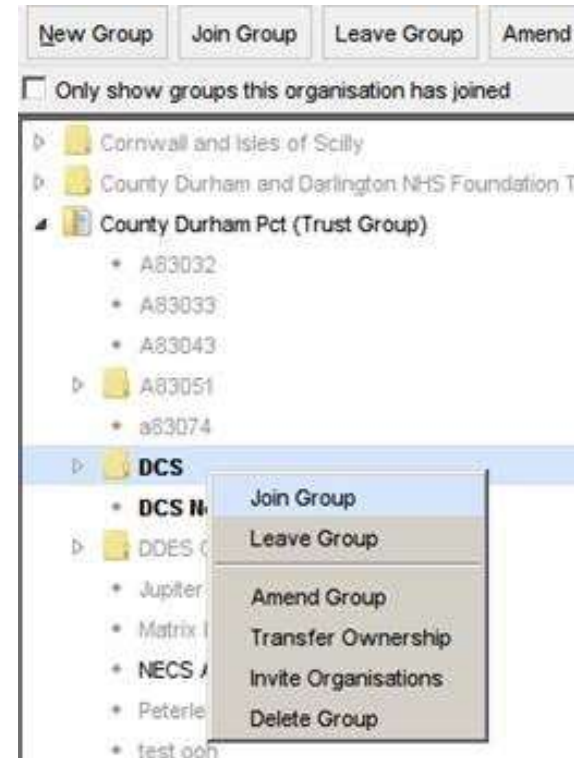 New Group Join Group Leave Group Amend
Only show groups this organisation has joined
Cornwall and Isles of Scilly
County Durham and Darlington NHS Foundation T
County Durham Pct (Trust Group)
A83032
A83033
A83043
A83051
a83074
DCS
DCS
Join Group
Leave Group
DDES
Jupiter
Amend Group
Matrix
Transfer Ownership
NECS
Invite Organisations
Delete Group
test ooh